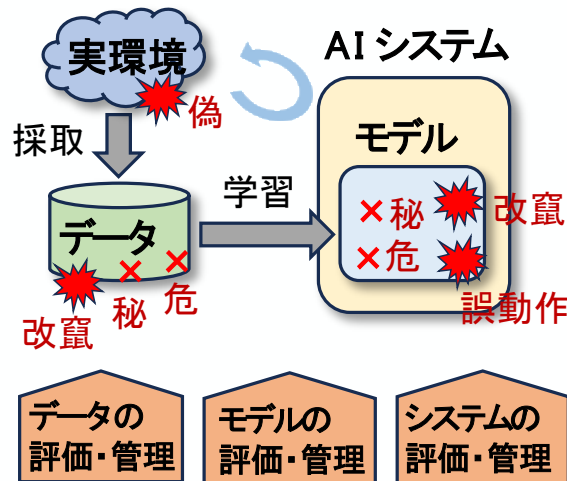 実環境
AIシステム
偽
採取
モデル
学習
データ
×秘
改竄
×危
改竄
秘
危
誤動作
データの
評価・管理
モデルの
評価・管理
システムの
評価・管理